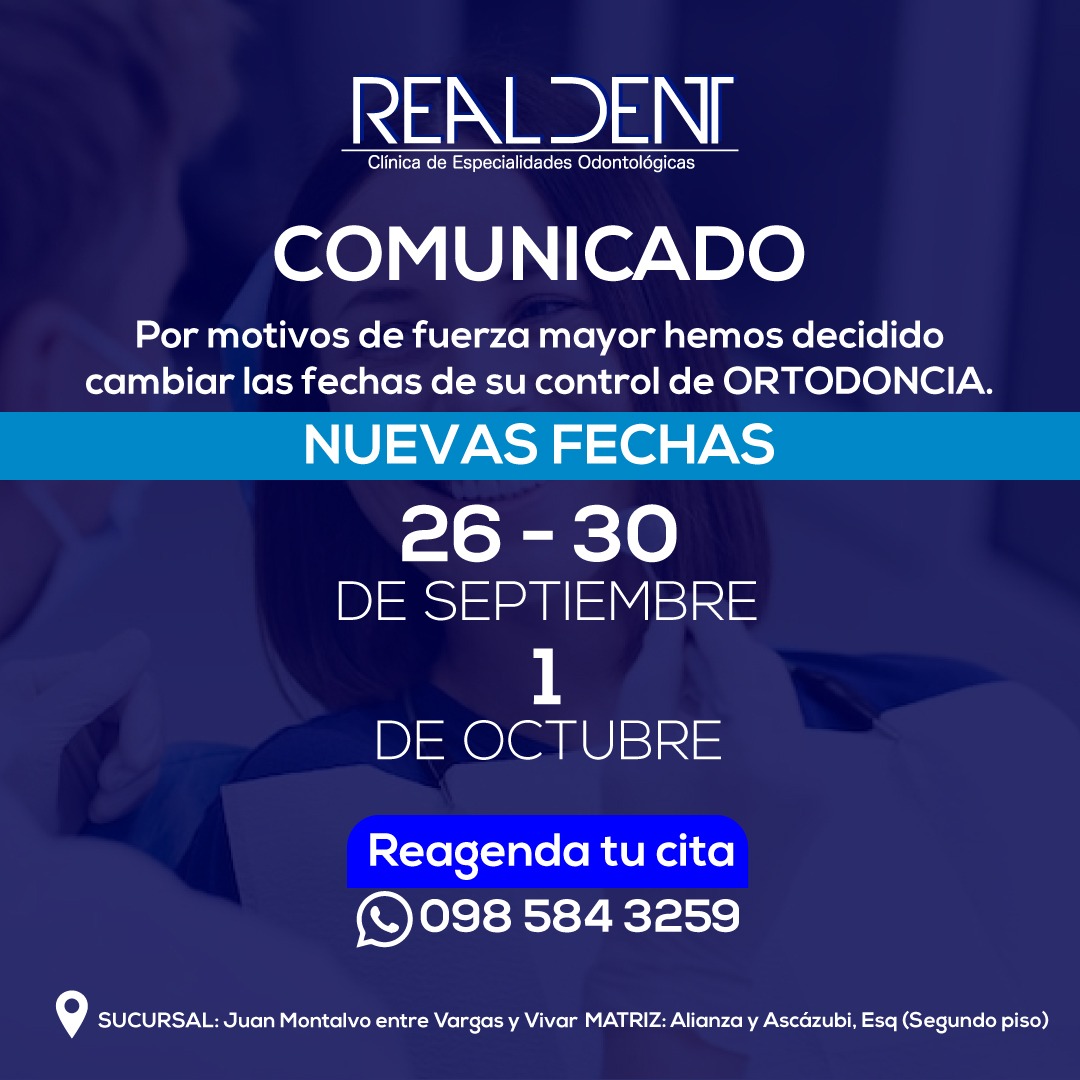 REALDENT
Clínica de Especialidades Odontológicas
COMUNICADO
Por motivos de fuerza mayor hemos decidido
cambiar las fechas de su control de ORTODONCIA.
NUEVAS FECHAS
26 - 30
DE SEPTIEMBRE
1
DE OCTUBRE
Reagenda tu cita
098 584 3259
SUCURSAL: Juan Montalvo entre Vargas y Vivar MATRIZ: Alianza y Ascázubi, Esq (Segundo piso)